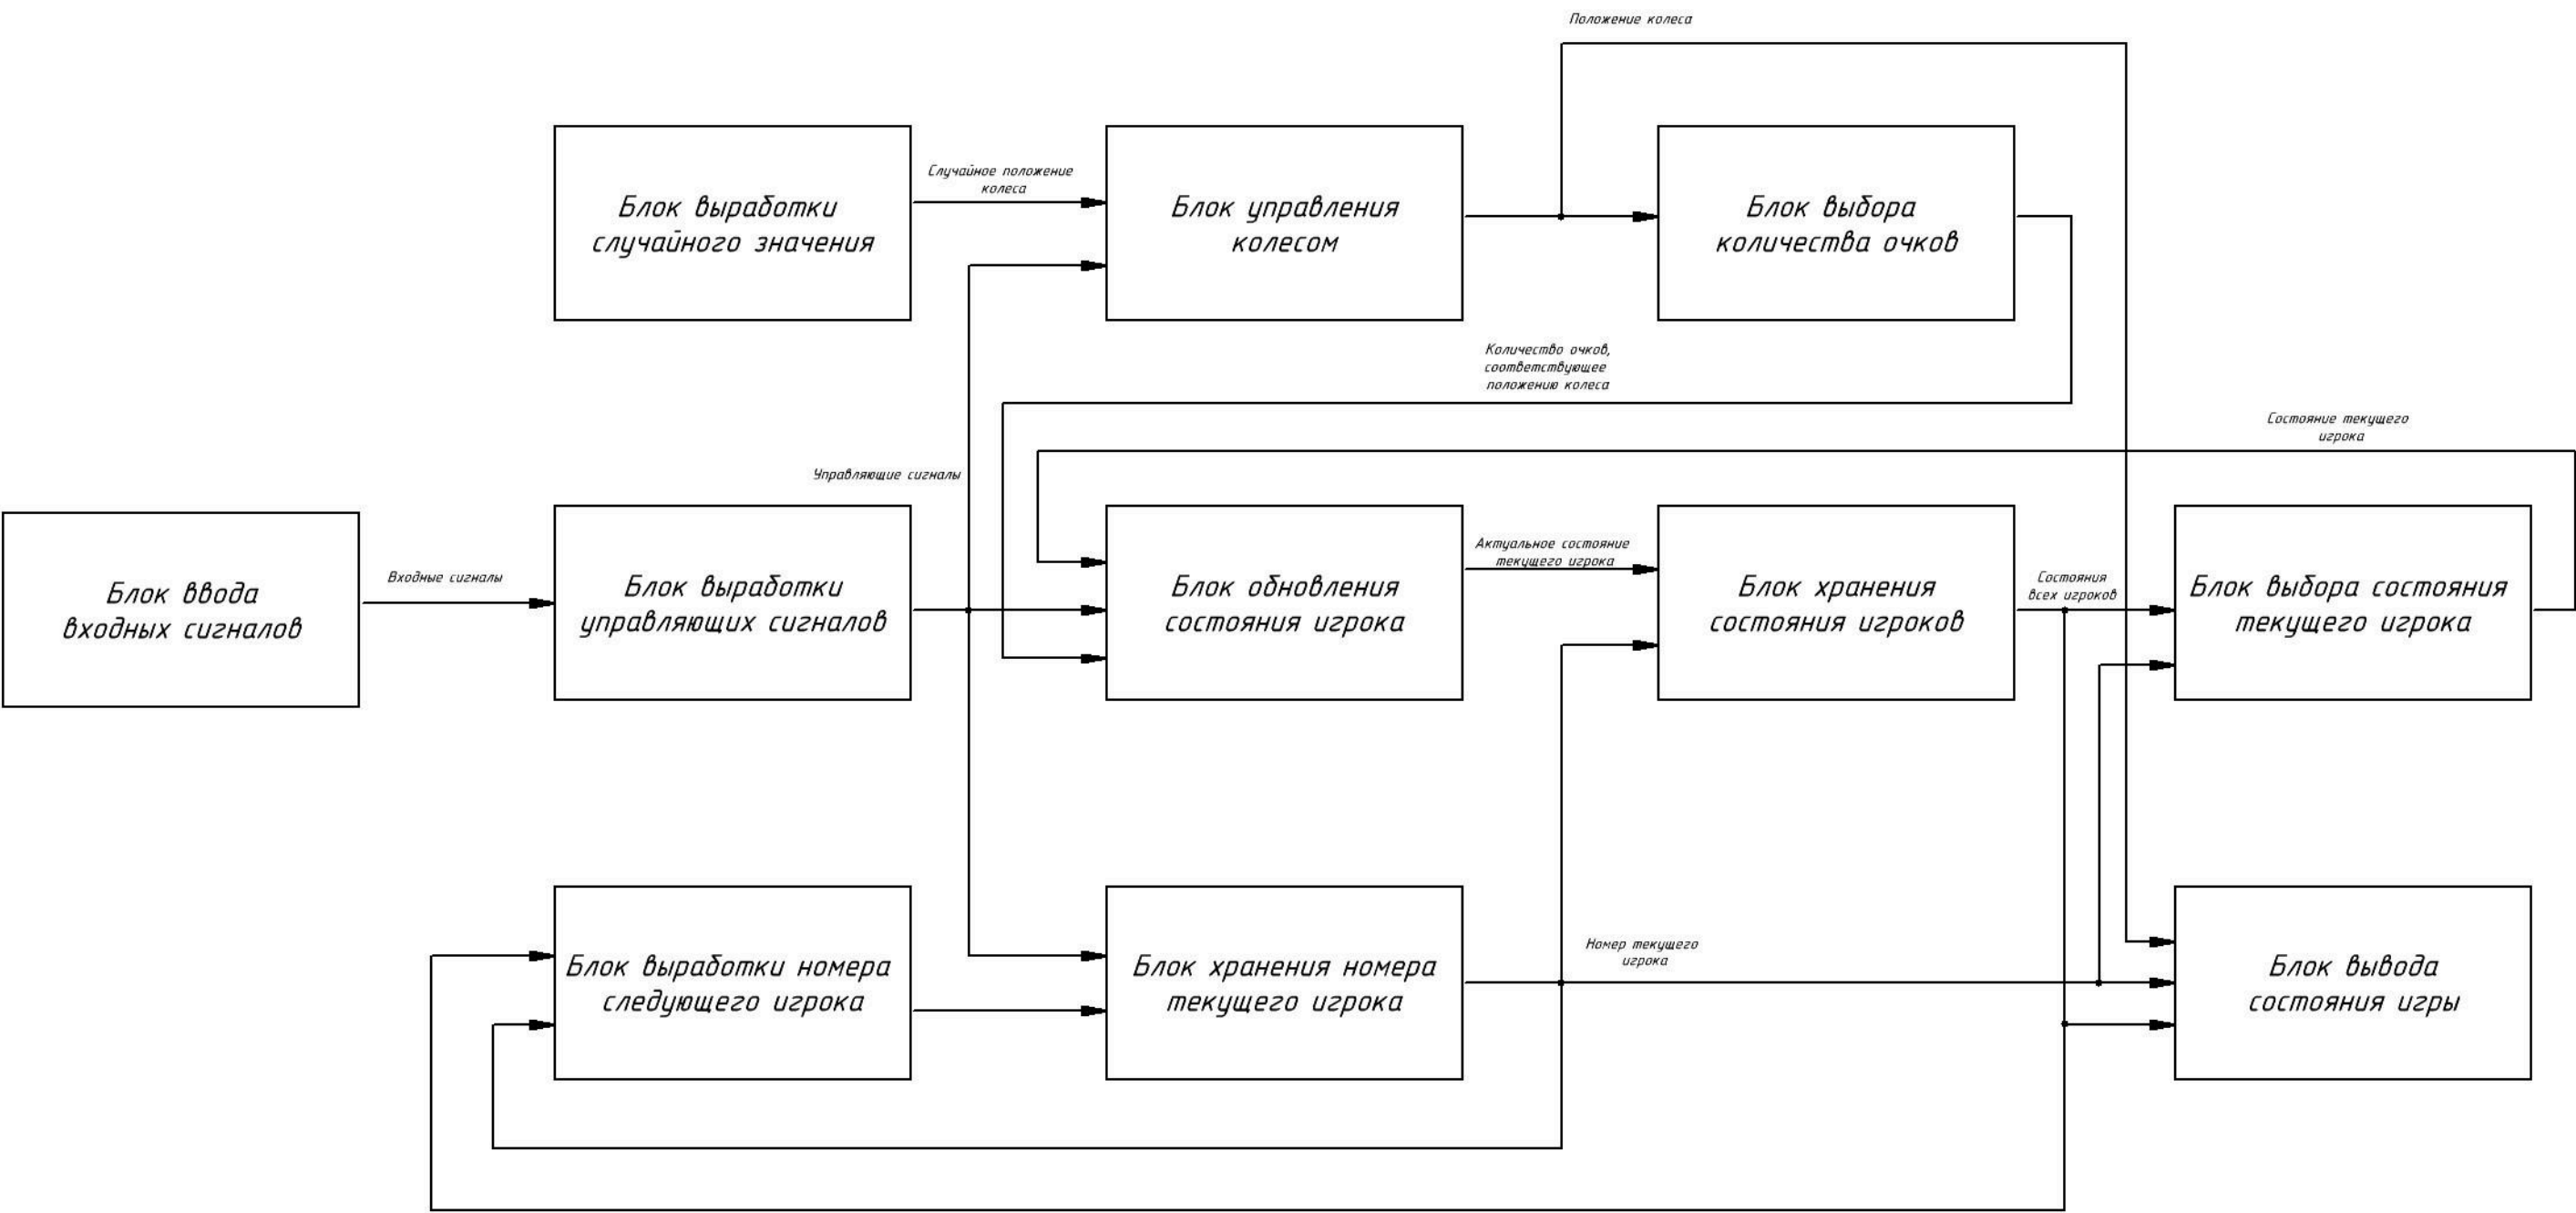 Положение колеса
Случайное положение
колеса
Блок выработки
случайного значения
Блок управления
колесом
Блок выбора
количества очков
Количество очков,
соответствующее
положению колеса
Состояние текущего
игрока
Управляющие сигналы
Блок ввода
входных сигналов
Входные сигналы
Блок выработки
управляющих сигналов
Блок обновления
состояния игрока
Актуальное состояние
текущего игрока
Блок хранения
состояния игроков
Состояния
всех игроков
Блок выбора состояния
текущего игрока
Блок выработки номера
следующего игрока
Блок хранения номера
текущего игрока
Номер текущего
игрока
Блок вывода
состояния игры